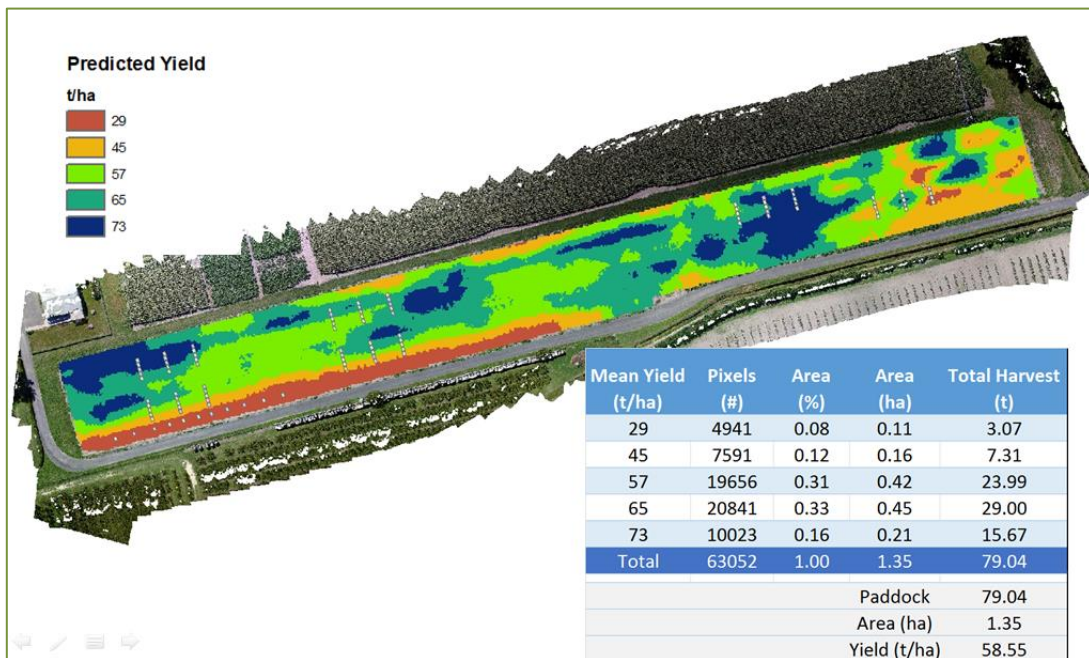 Predicted Yield
t/ha
29
45
57
65
73
Mean Yield (t/ha) Pixels (#) Area (%) Area (ha) Total Harvest (t)
29 4941 0.08 0.11 3.07
45 7591 0.12 0.16 7.31
57 19656 0.31 0.42 23.99
65 20841 0.33 0.45 29.00
73 10023 0.16 0.21 15.67
Total 63052 1.00 1.35 79.04
Paddock 79.04
Area (ha) 1.35
Yield (t/ha) 58.55